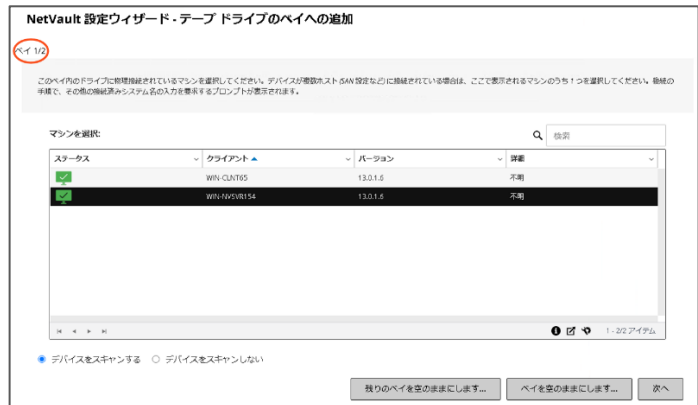 NetVault 設定ウィザード - テープ ドライブのベイへの追加
ベイ 1/2
このベイ内のドライブに物理接続されているマシンを選択してください。デバイスが複数ホスト (SAN 設定など) に接続されている場合は、ここで表示されるマシンのうち 1 つを選択してください。後続の
手順で、その他の接続済みシステム名の入力を要求するプロンプトが表示されます。
マシンを選択:
検索
ステータス クライアント バージョン 詳細
WIN-CLNT65 13.0.1.6 不明
WIN-NVSVR154 13.0.1.6 不明
1 - 2/2 アイテム
デバイスをスキャンする デバイスをスキャンしない
残りのベイを空のままにします... ベイを空のままにします... 次へ